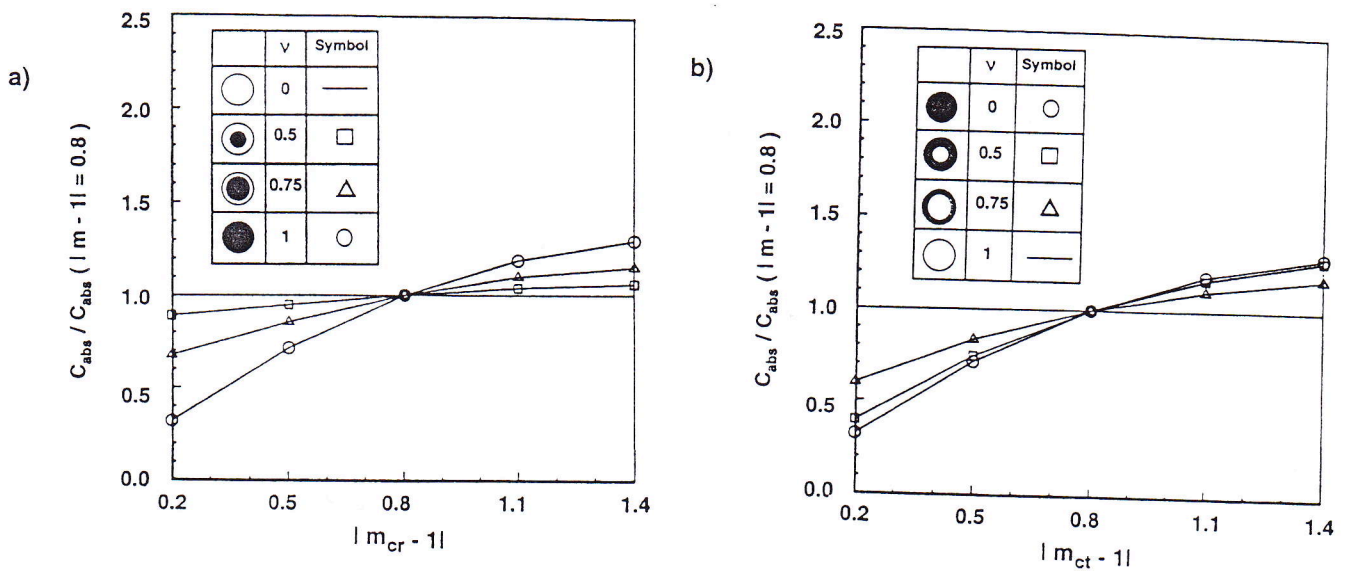 a)
2.5
2.0
1.5
1.0
0.5
0.0
C_abs / C_abs ( | m - 1| = 0.8 )
ν Symbol
0
0.5
0.75
1
0.2 0.5 0.8 1.1 1.4
| m_cr - 1|
b)
2.5
2.0
1.5
1.0
0.5
0.0
C_abs / C_abs ( | m - 1| = 0.8 )
ν Symbol
0
0.5
0.75
1
0.2 0.5 0.8 1.1 1.4
| m_ct - 1|